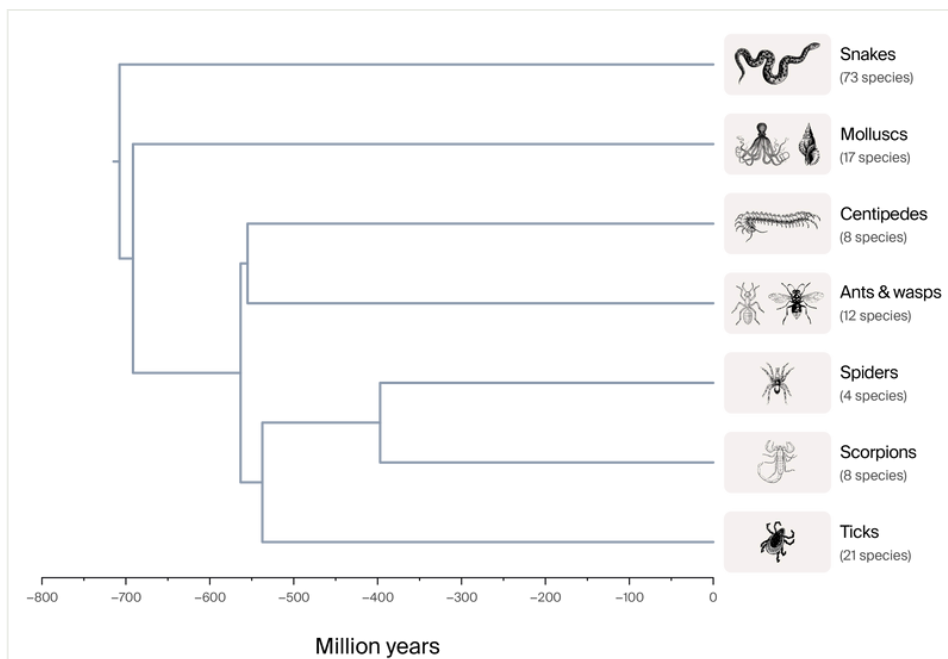 Snakes
(73 species)
Molluscs
(17 species)
Centipedes
(8 species)
Ants & wasps
(12 species)
Spiders
(4 species)
Scorpions
(8 species)
Ticks
(21 species)
−800 −700 −600 −500 −400 −300 −200 −100 0
Million years